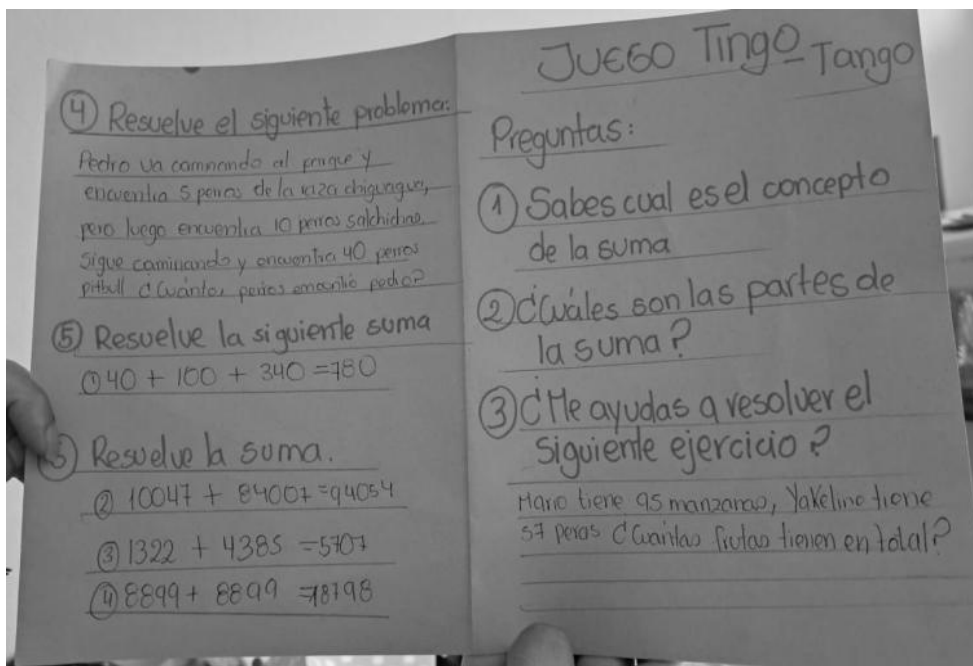 ④ Resuelve el siguiente problema:
Pedro va caminando al parque y
encuentra 5 perros de la raza chiguagua,
pero luego encuentra 10 perros salchichas.
sigue caminando y encuentra 40 perros
pitbull ¿Cuántos perros encontró pedro?
⑤ Resuelve la siguiente suma
① 40 + 100 + 340 = 780
⑤ Resuelve la suma.
② 10047 + 84007 = 94054
③ 1322 + 4385 = 5707
④ 8899 + 8899 = 18798
JUEGO TingO Tango
Preguntas:
① Sabes cual es el concepto
de la suma
② ¿Cuáles son las partes de
la suma?
③ ¿Me ayudas a resolver el
siguiente ejercicio?
Mario tiene 95 manzanas, Yakeline tiene
57 peras ¿Cuántas frutas tienen en total?